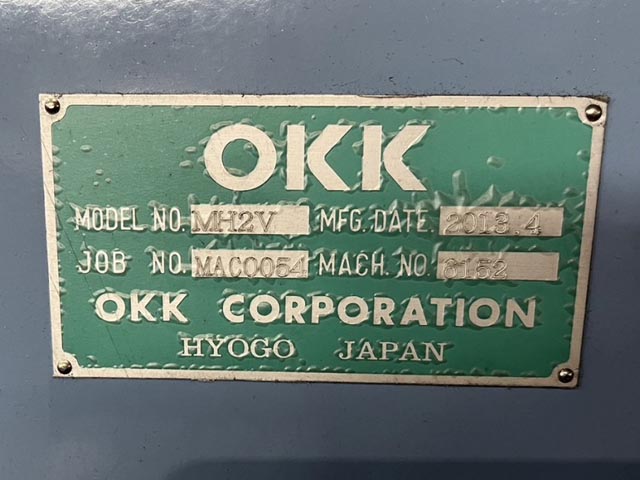 OKK
MODEL NO. MH2V MFG. DATE. 2013.4
JOB NO. MAC0054 MACH. NO. 6152
OKK CORPORATION
HYOGO JAPAN